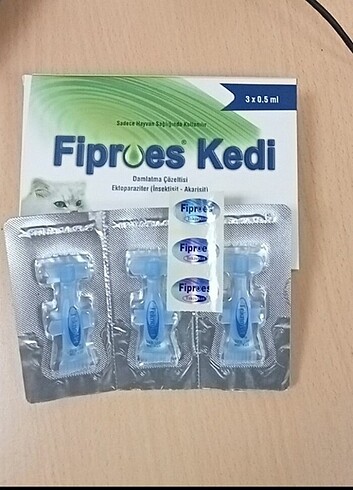 3 x 0.5 ml
Sadece Hayvan Sağlığında Kullanılır
Fiproes® Kedi
Damlatma Çözeltisi
Ektoparaziter (İnsektisit - Akarisit)
Fiproes
Fiproes
Fiproes